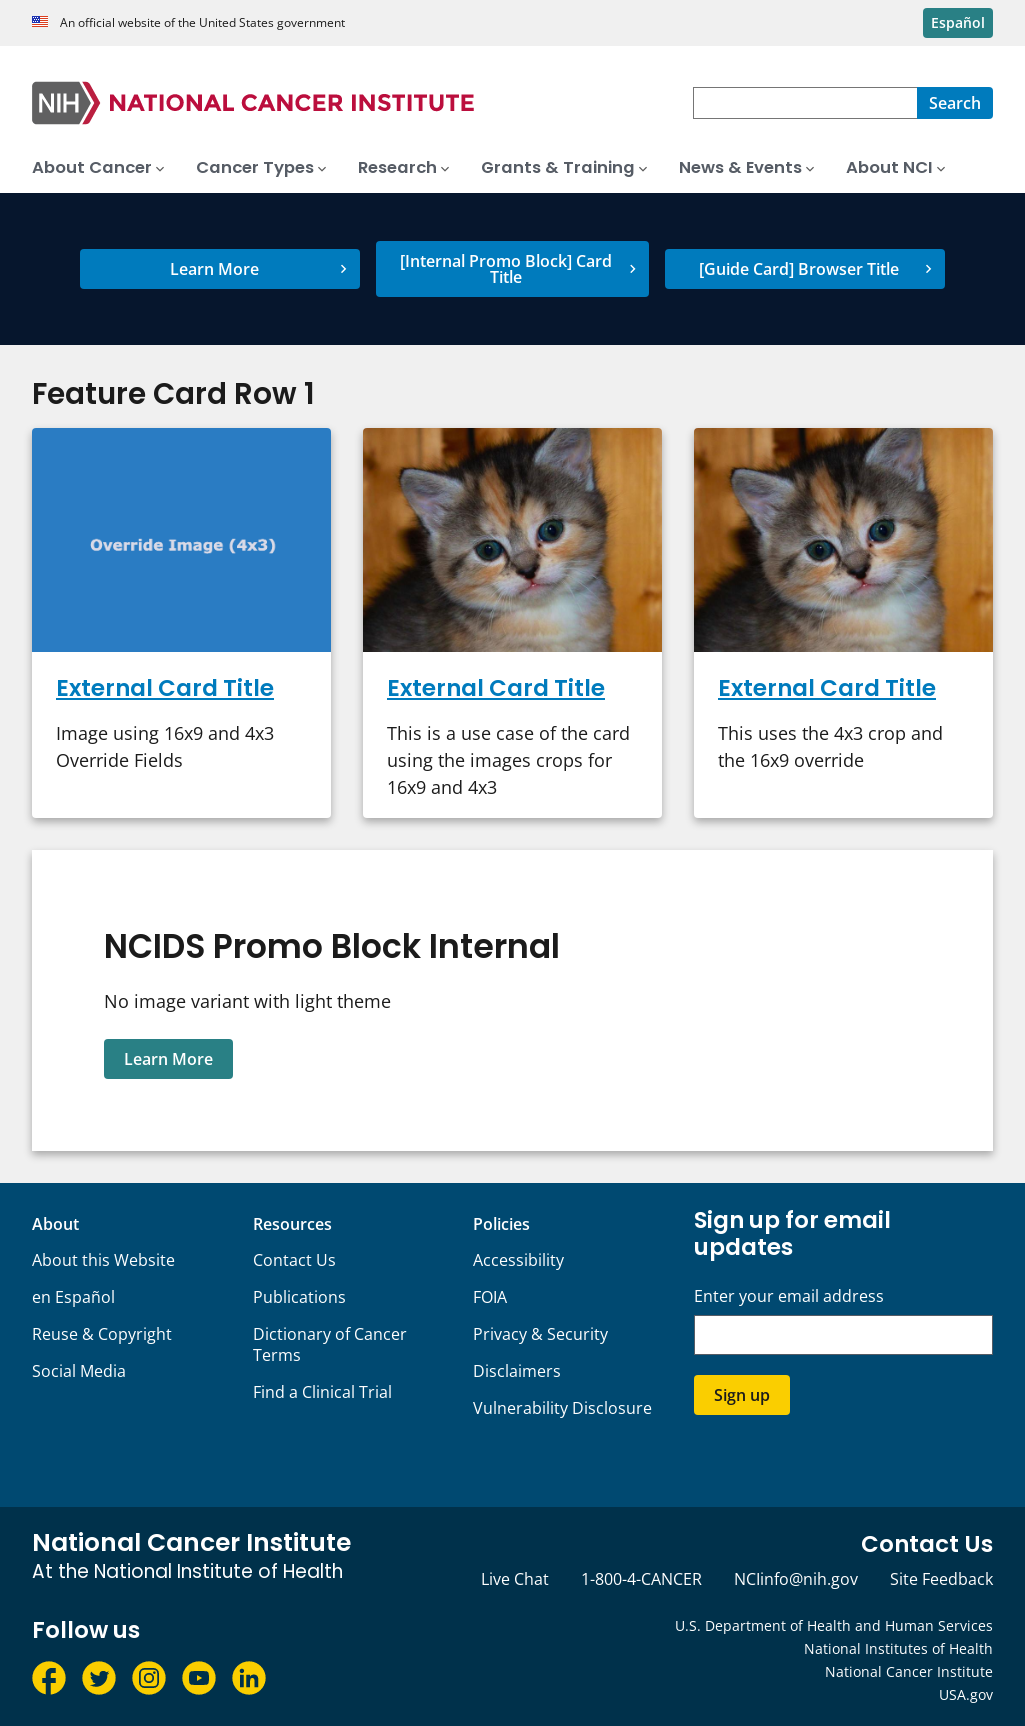 An official website of the United States government
Español
NIH NATIONAL CANCER INSTITUTE
Search
About Cancer
Cancer Types
Research
Grants & Training
News & Events
About NCI
Learn More
[Internal Promo Block] Card
Title
[Guide Card] Browser Title
Feature Card Row 1
Override Image (4x3)
External Card Title
Image using 16x9 and 4x3
Override Fields
External Card Title
This is a use case of the card
using the images crops for
16x9 and 4x3
External Card Title
This uses the 4x3 crop and
the 16x9 override
NCIDS Promo Block Internal
No image variant with light theme
Learn More
About
About this Website
en Español
Reuse & Copyright
Social Media
Resources
Contact Us
Publications
Dictionary of Cancer
Terms
Find a Clinical Trial
Policies
Accessibility
FOIA
Privacy & Security
Disclaimers
Vulnerability Disclosure
Sign up for email
updates
Enter your email address
Sign up
National Cancer Institute
At the National Institute of Health
Contact Us
Live Chat
1-800-4-CANCER
NCIinfo@nih.gov
Site Feedback
Follow us
U.S. Department of Health and Human Services
National Institutes of Health
National Cancer Institute
USA.gov